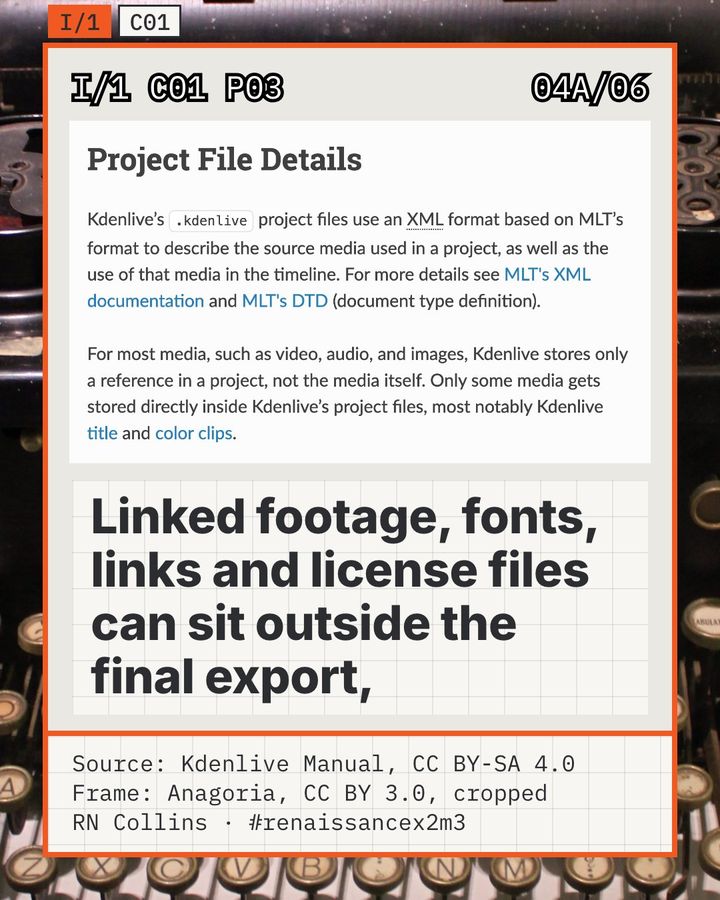 I/1 C01
I/1 C01 P03 04A/06
Project File Details
Kdenlive’s .kdenlive project files use an XML format based on MLT’s
format to describe the source media used in a project, as well as the
use of that media in the timeline. For more details see MLT's XML
documentation and MLT's DTD (document type definition).
For most media, such as video, audio, and images, Kdenlive stores only
a reference in a project, not the media itself. Only some media gets
stored directly inside Kdenlive’s project files, most notably Kdenlive
title and color clips.
Linked footage, fonts,
links and license files
can sit outside the
final export,
Source: Kdenlive Manual, CC BY-SA 4.0
Frame: Anagoria, CC BY 3.0, cropped
RN Collins · #renaissancex2m3
A
Z X C V B N M